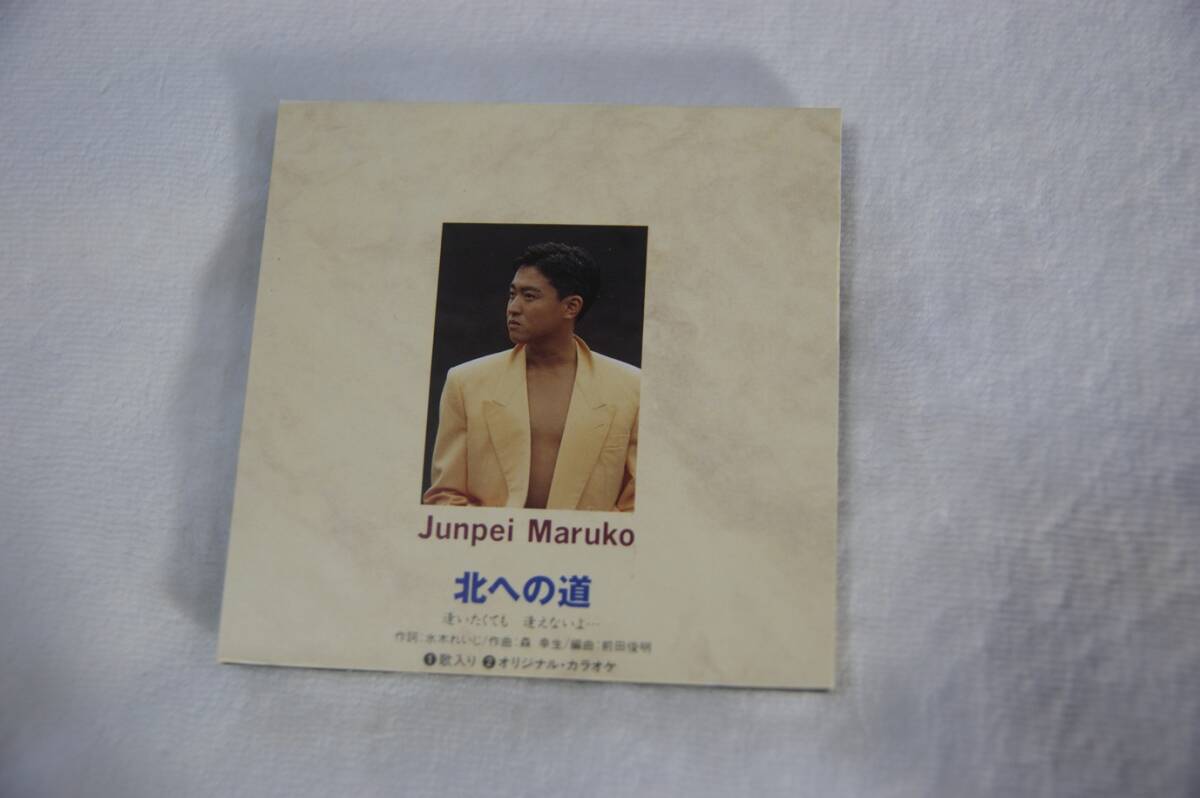 Junpei Maruko
北への道
逢いたくても 逢えないよ…
作詞：水木れいじ/作曲：森 幸生/編曲：前田俊明
❶歌入り ❷オリジナル・カラオケ